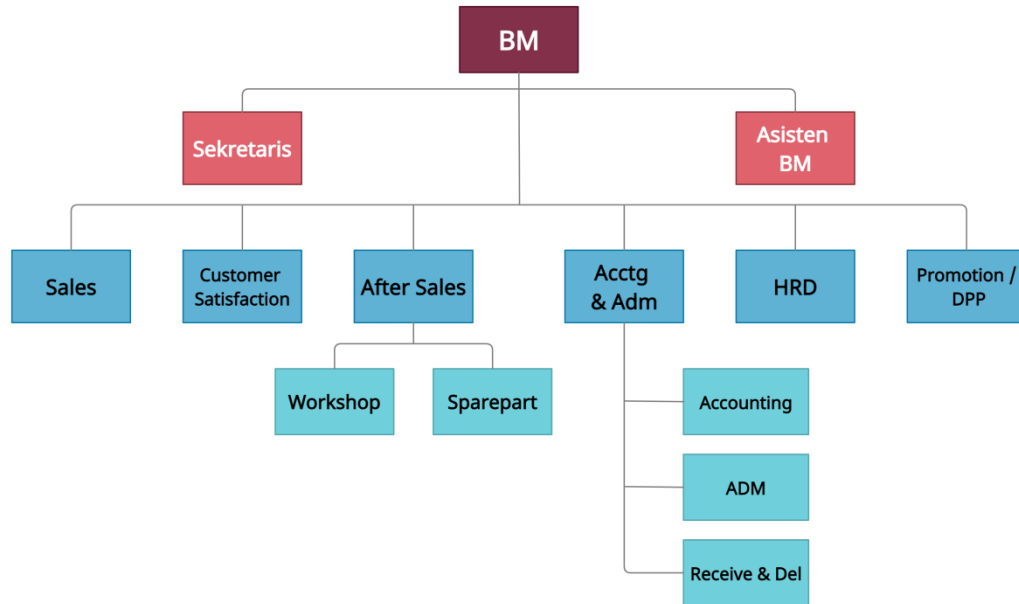 BM
Sekretaris
Asisten
BM
Sales
Customer
Satisfaction
After Sales
Acctg
& Adm
HRD
Promotion /
DPP
Workshop
Sparepart
Accounting
ADM
Receive & Del